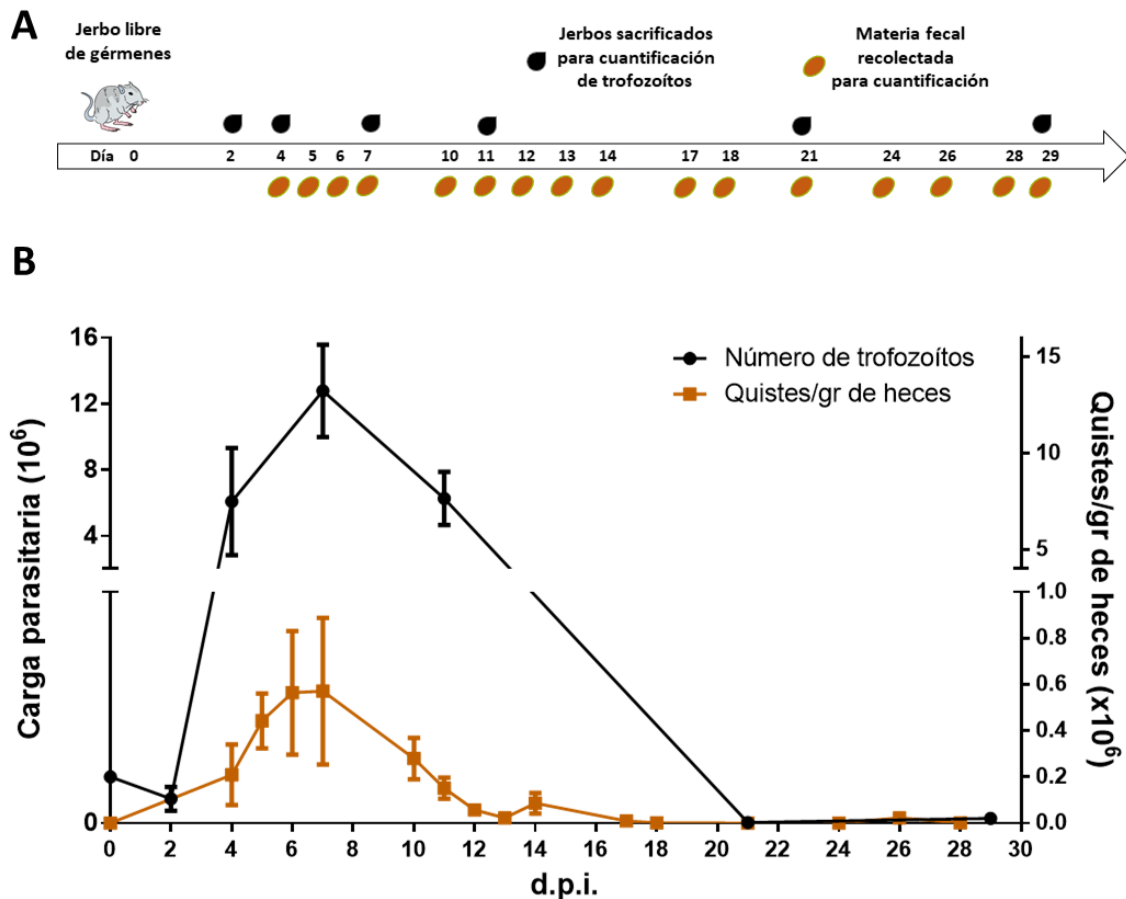 A
Jerbo libre
de gérmenes
Jerbos sacrificados
para cuantificación
de trofozoítos
Materia fecal
recolectada
para cuantificación
Día 0 2 4 5 6 7 10 11 12 13 14 17 18 21 24 26 28 29
B
Carga parasitaria (10⁶)
16
12
8
4
0
Número de trofozoítos
Quistes/gr de heces
15
10
5
1.0
0.8
0.6
0.4
0.2
0.0
Quistes/gr de heces (x10⁶)
0 2 4 6 8 10 12 14 16 18 20 22 24 26 28 30
d.p.i.